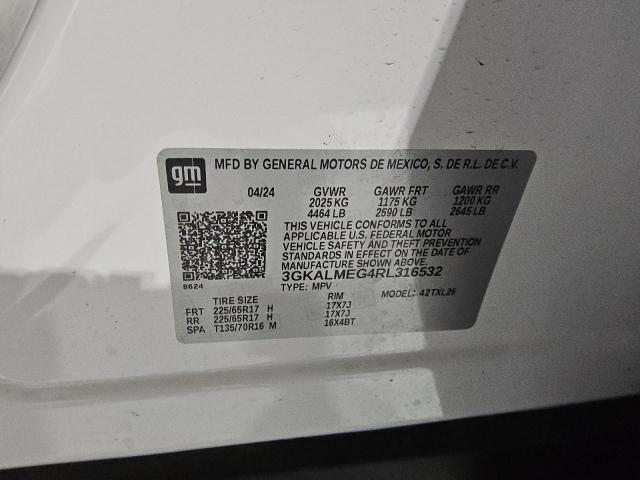 gm
MFD BY GENERAL MOTORS DE MEXICO, S. DE R.L. DE C.V.
04/24 GVWR GAWR FRT GAWR RR
2025 KG 1175 KG 1200 KG
4464 LB 2590 LB 2645 LB
THIS VEHICLE CONFORMS TO ALL
APPLICABLE U.S. FEDERAL MOTOR
VEHICLE SAFETY AND THEFT PREVENTION
STANDARDS IN EFFECT ON THE DATE OF
MANUFACTURE SHOWN ABOVE.
3GKALMEG4RL316532
8624 TYPE: MPV MODEL: 42TXL26
TIRE SIZE RIM
FRT 225/65R17 H 17X7J
RR 225/65R17 H 17X7J
SPA T135/70R16 M 16X4BT